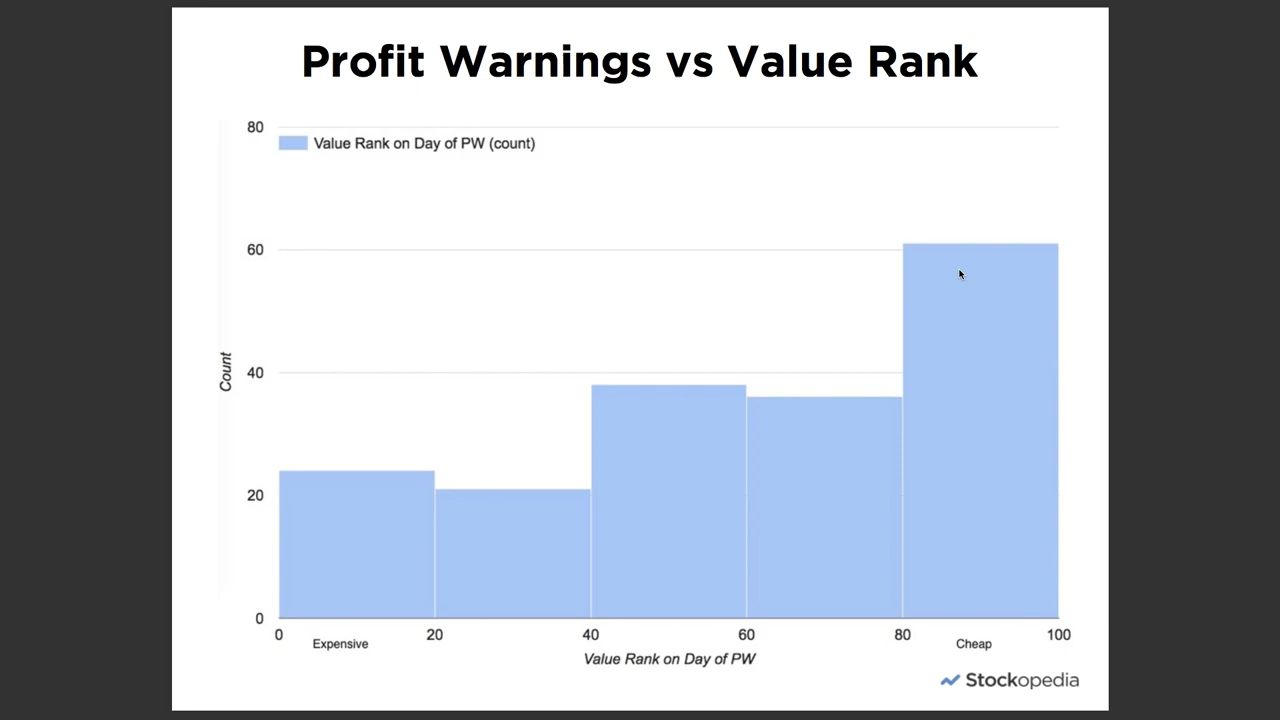 Profit Warnings vs Value Rank
80
Value Rank on Day of PW (count)
60
Count
40
20
0
0 20 40 60 80 100
Expensive Cheap
Value Rank on Day of PW
Stockopedia